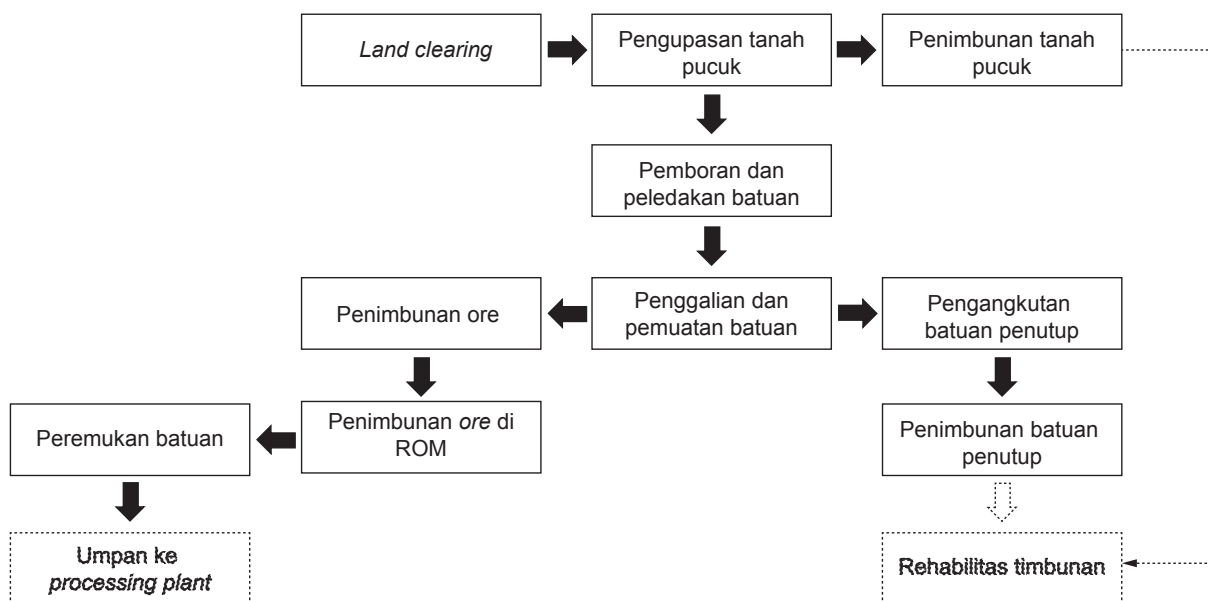 Land clearing
Pengupasan tanah
pucuk
Penimbunan tanah
pucuk
Pemboran dan
peledakan batuan
Penimbunan ore
Penggalian dan
pemuatan batuan
Pengangkutan
batuan penutup
Peremukan batuan
Penimbunan ore di
ROM
Penimbunan batuan
penutup
Umpan ke
processing plant
Rehabilitas timbunan